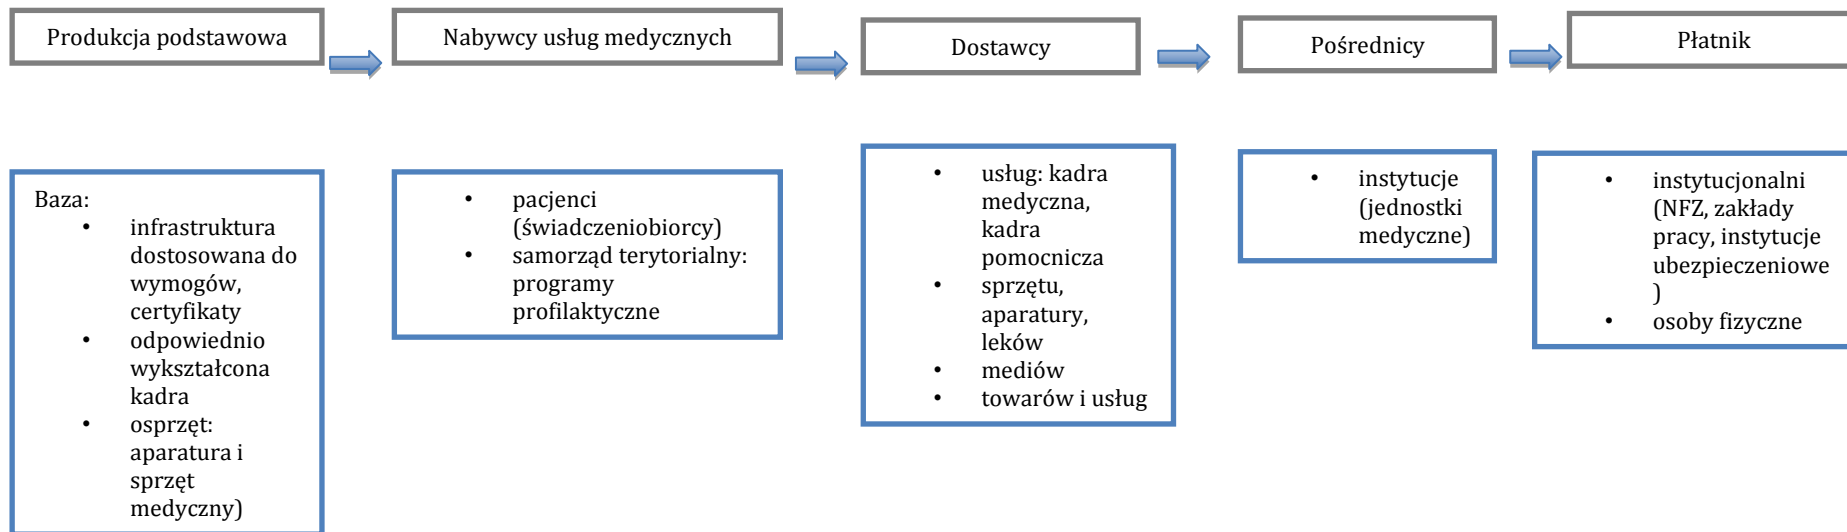 Produkcja podstawowa
Nabywcy usług medycznych
Dostawcy
Pośrednicy
Płatnik
Baza:
• infrastruktura
dostosowana do
wymogów,
certyfikaty
• odpowiednio
wykształcona
kadra
• osprzęt:
aparatura i
sprzęt
medyczny)
• pacjenci
(świadczeniobiorcy)
• samorząd terytorialny:
programy
profilaktyczne
• usług: kadra
medyczna,
kadra
pomocnicza
• sprzętu,
aparatury,
leków
• mediów
• towarów i usług
• instytucje
(jednostki
medyczne)
• instytucjonalni
(NFZ, zakłady
pracy, instytucje
ubezpieczeniowe
)
• osoby fizyczne